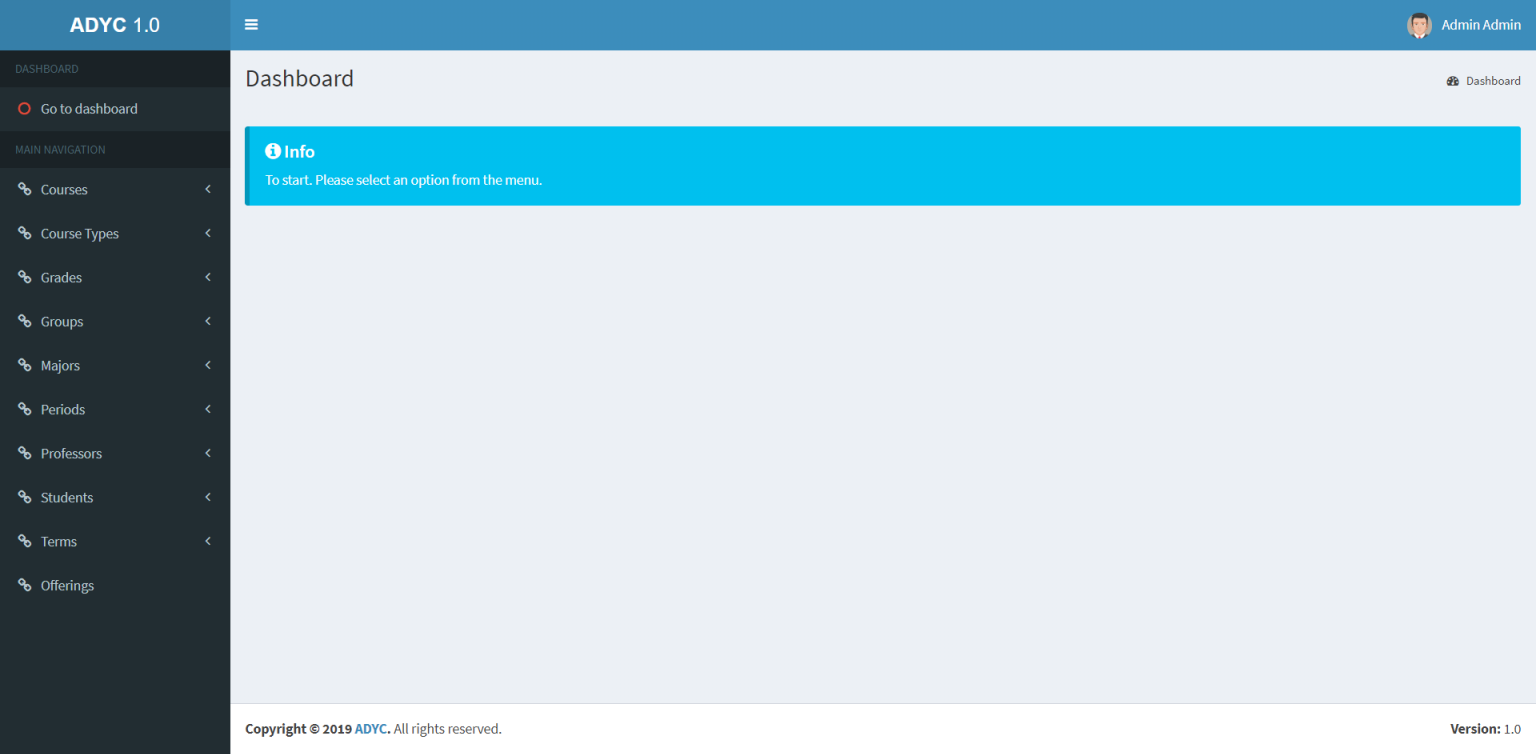 ADYC 1.0
Admin Admin
DASHBOARD
Go to dashboard
MAIN NAVIGATION
Courses
Course Types
Grades
Groups
Majors
Periods
Professors
Students
Terms
Offerings
Dashboard
Dashboard
Info
To start. Please select an option from the menu.
Copyright © 2019 ADYC. All rights reserved.
Version: 1.0